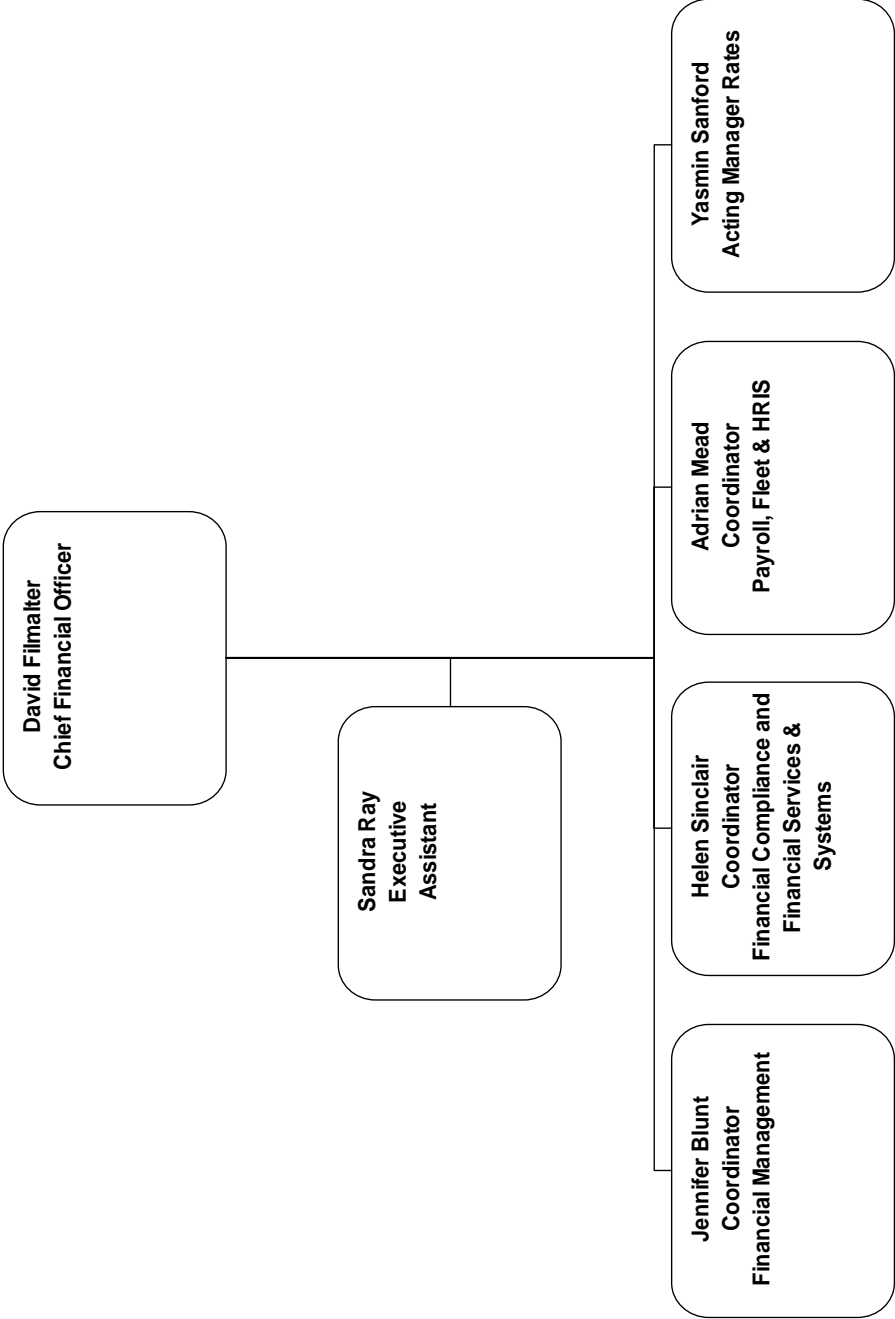 David Filmalter
Chief Financial Officer
Sandra Ray
Executive
Assistant
Jennifer Blunt
Coordinator
Financial Management
Helen Sinclair
Coordinator
Financial Compliance and
Financial Services &
Systems
Adrian Mead
Coordinator
Payroll, Fleet & HRIS
Yasmin Sanford
Acting Manager Rates